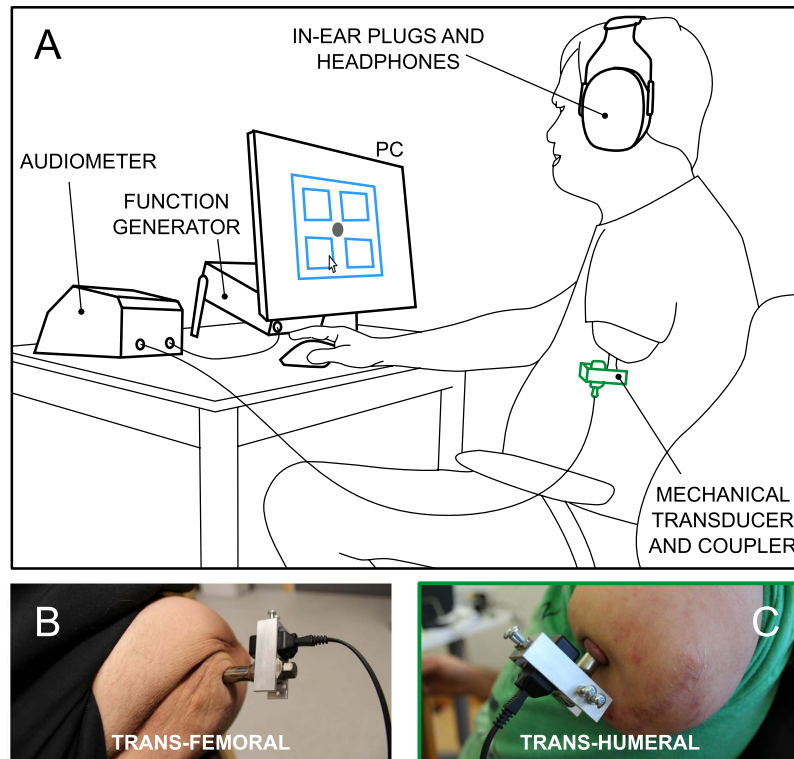 A
IN-EAR PLUGS AND
HEADPHONES
PC
AUDIOMETER
FUNCTION
GENERATOR
MECHANICAL
TRANSDUCER
AND COUPLER
B
TRANS-FEMORAL
C
TRANS-HUMERAL